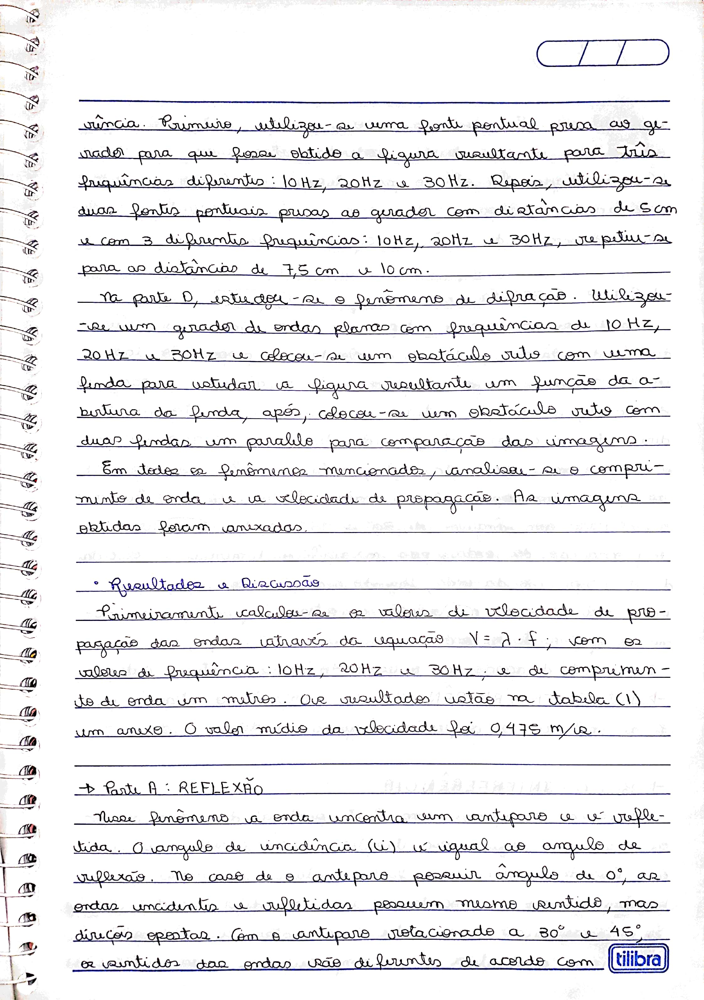 rência. Primeiro, utilizou-se uma fonte pontual presa ao ge-
rador para que fosse obtido a figura resultante para três
frequências diferentes: 10 Hz, 20Hz e 30Hz. Depois, utilizou-se
duas fontes pontuais presas ao gerador com distâncias de 5cm
e com 3 diferentes frequências: 10Hz, 20Hz e 30Hz, repetiu-se
para as distâncias de 7,5 cm e 10cm.
Na parte D, estudou-se o fenômeno de difração. Utilizou-
-se um gerador de ondas planas com frequências de 10 Hz,
20Hz e 30Hz e colocou-se um obstáculo reto com uma
fenda para estudar a figura resultante em função da a-
bertura da fenda, após, colocou-se um obstáculo reto com
duas fendas em paralelo para comparação das imagens.
Em todos os fenômenos mencionados, analisou-se o compri-
mento de onda e a velocidade de propagação. As imagens
obtidas foram anexadas.
• Resultados e Discussão
Primeiramente calculou-se os valores de velocidade de pro-
pagação das ondas através da equação V = λ · f; com os
valores de frequência: 10Hz, 20Hz e 30Hz; e de comprimen-
to de onda em metros. Os resultados estão na tabela (1)
em anexo. O valor médio da velocidade foi 0,475 m/s.
→ Parte A: REFLEXÃO
Nesse fenômeno a onda encontra um anteparo e é refle-
tida. O angulo de incidência (i) é igual ao angulo de
reflexão. No caso de o anteparo possuir ângulo de 0°, as
ondas incidentes e refletidas possuem mesmo sentido, mas
direções opostas. Com o anteparo rotacionado a 30° e 45°,
os sentidos das ondas são diferentes de acordo com
tilibra